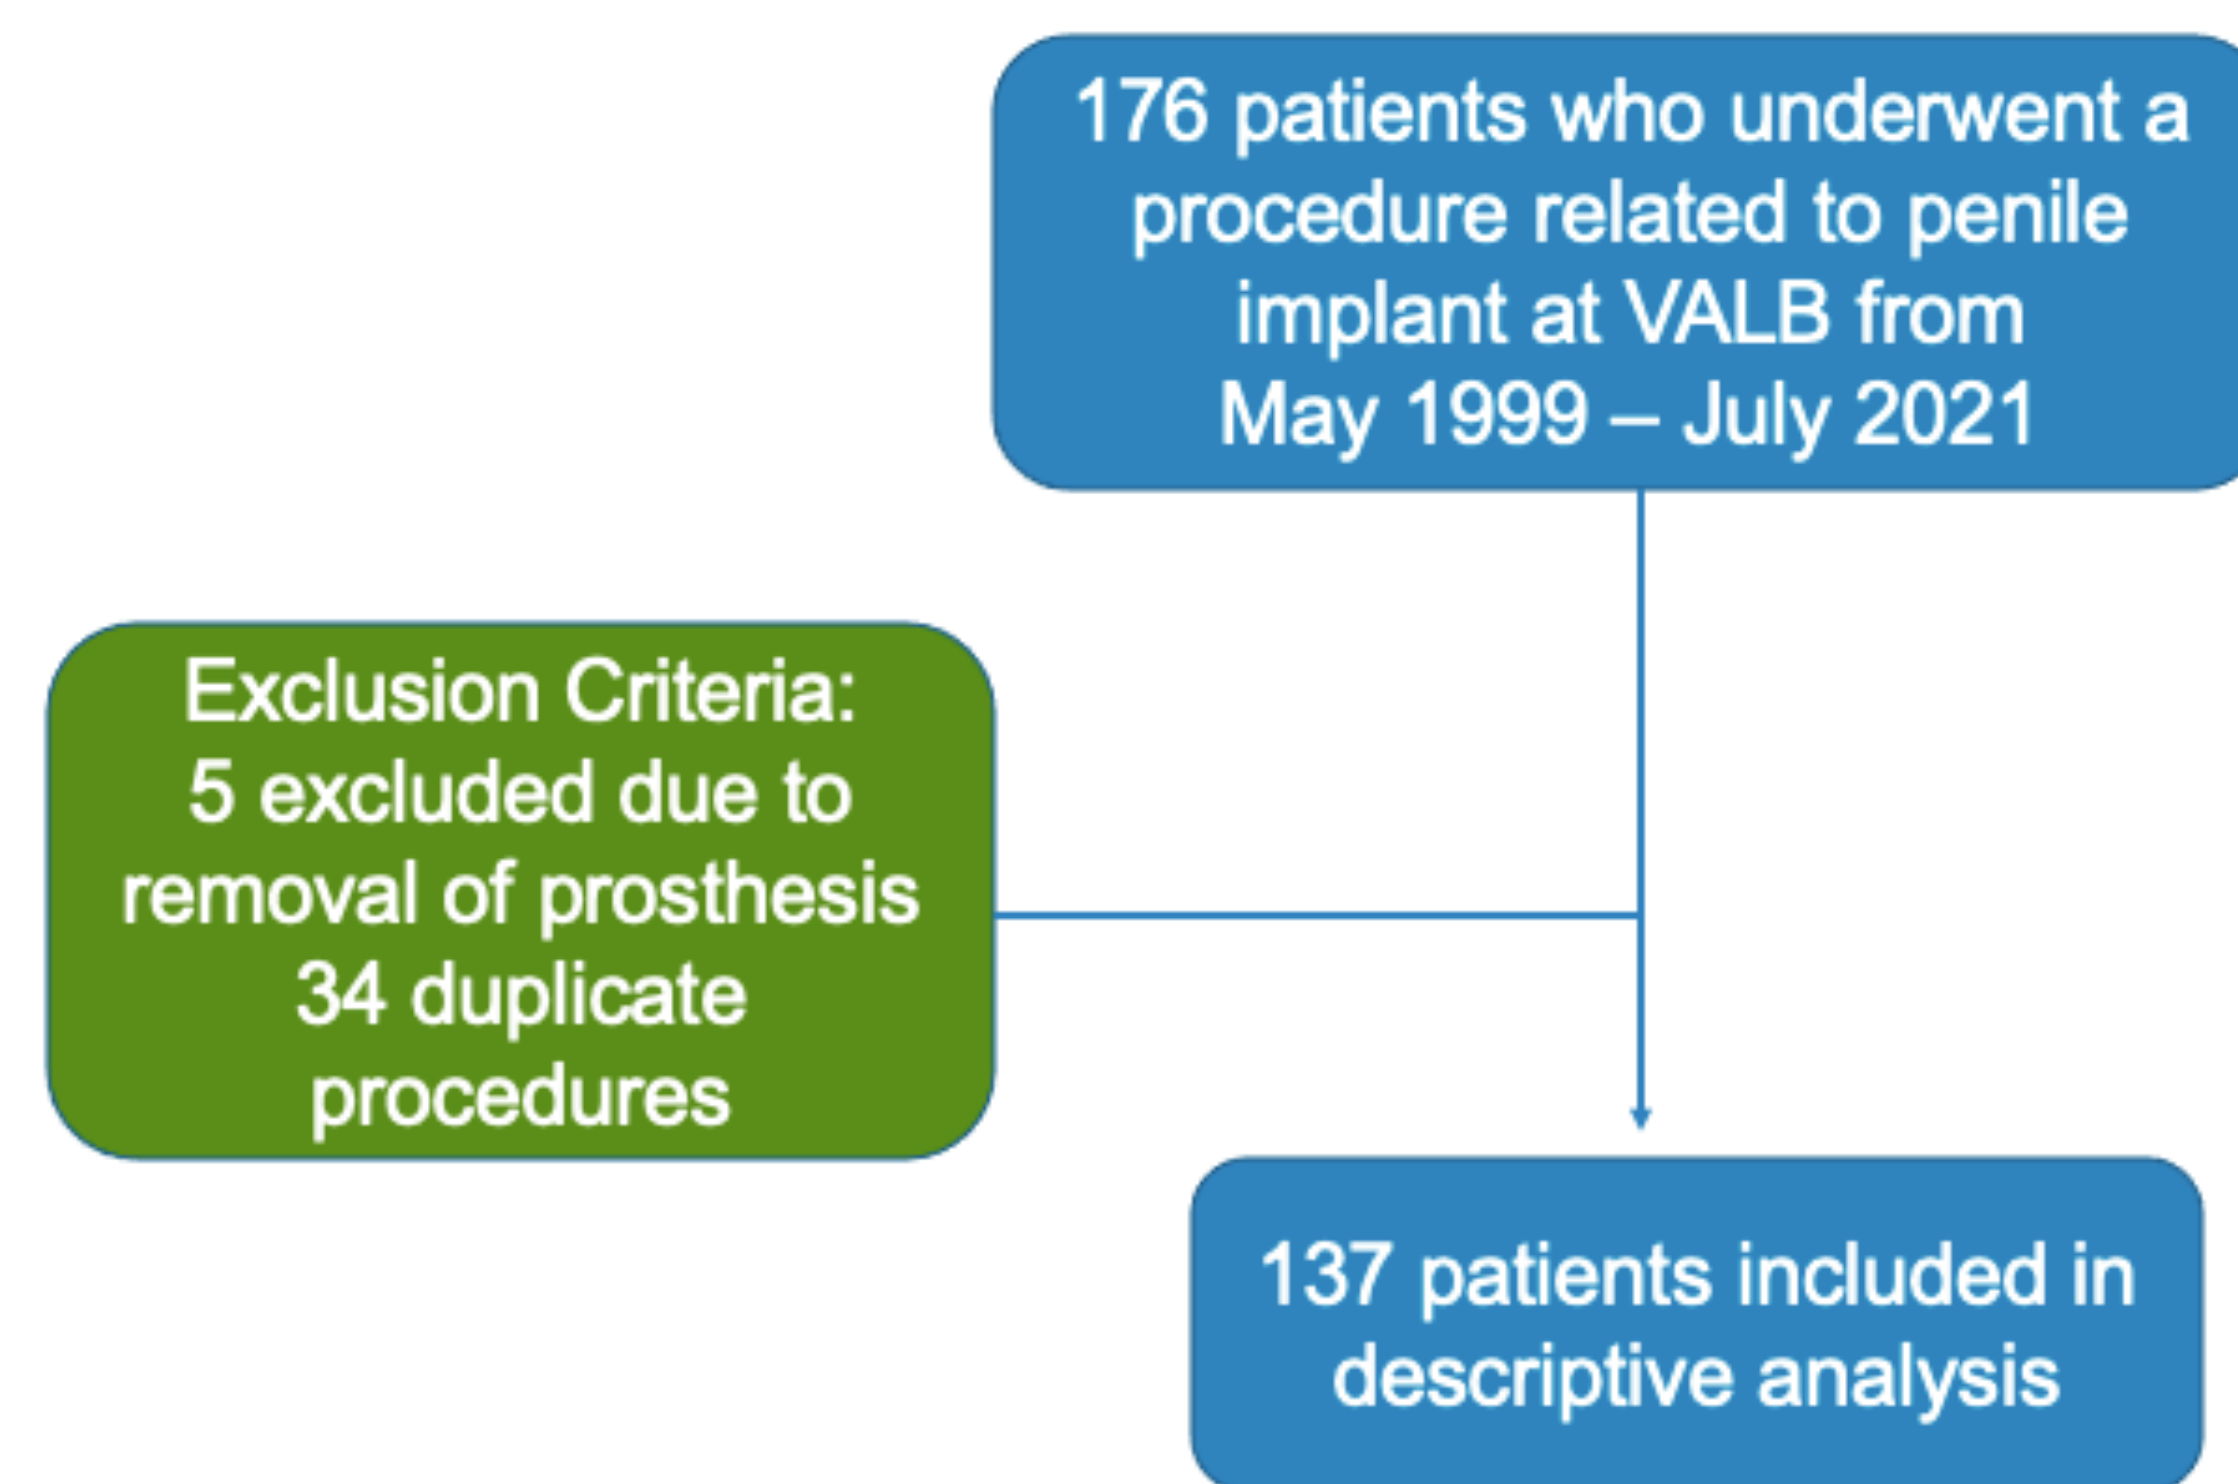 176 patients who underwent a
procedure related to penile
implant at VALB from
May 1999 – July 2021
Exclusion Criteria:
5 excluded due to
removal of prosthesis
34 duplicate
procedures
137 patients included in
descriptive analysis